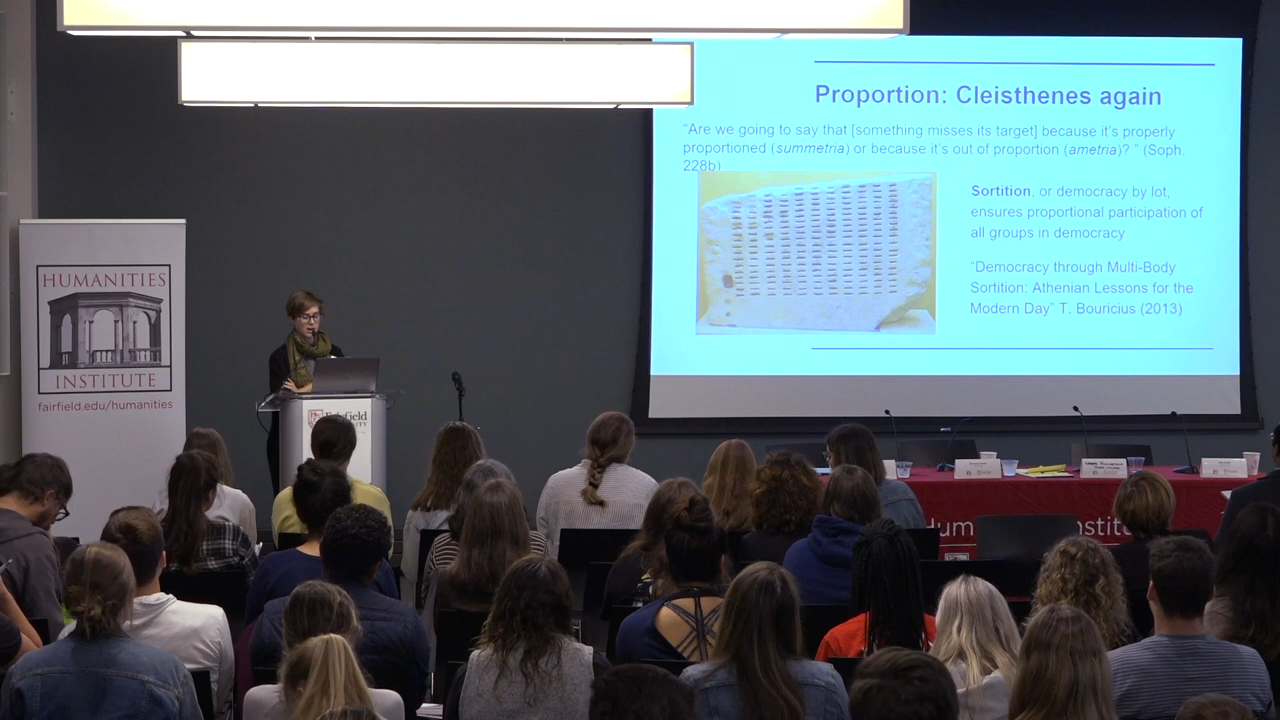 Proportion: Cleisthenes again
“Are we going to say that [something misses its target] because it’s properly
proportioned (summetria) or because it’s out of proportion (ametria)? ” (Soph.
228b)
Sortition, or democracy by lot,
ensures proportional participation of
all groups in democracy
“Democracy through Multi-Body
Sortition: Athenian Lessons for the
Modern Day” T. Bouricius (2013)
HUMANITIES
INSTITUTE
fairfield.edu/humanities
Fairfield